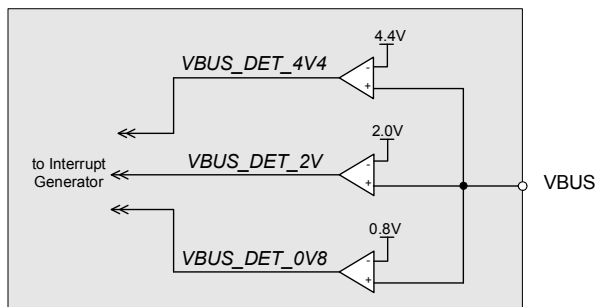 4.4V
VBUS_DET_4V4
-
+
2.0V
to Interrupt
Generator
VBUS_DET_2V
-
+
VBUS
0.8V
VBUS_DET_0V8
-
+